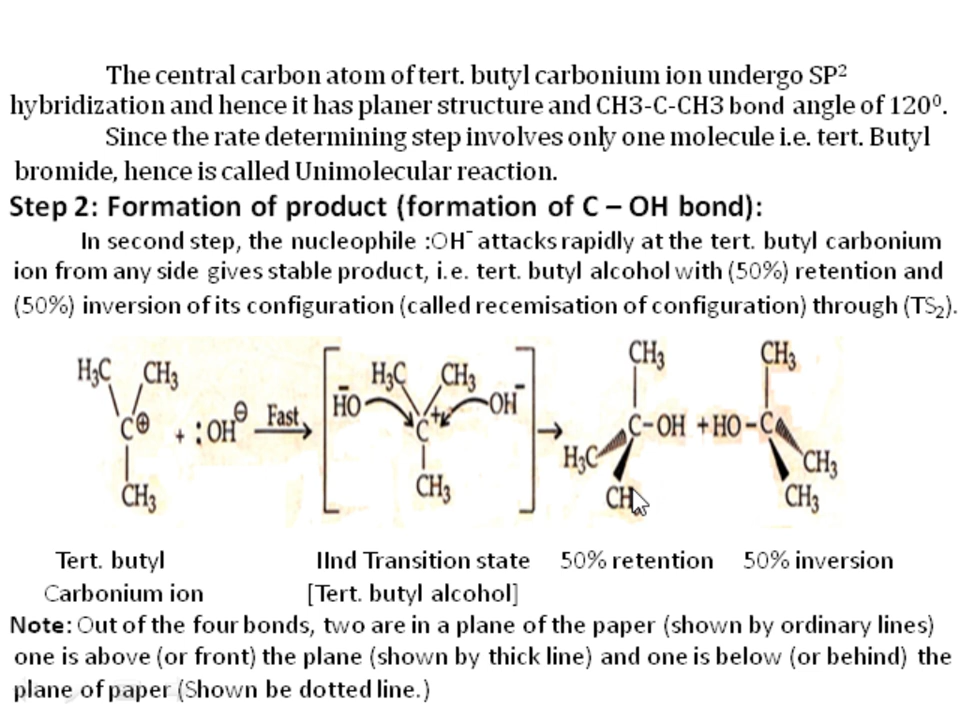 The central carbon atom of tert. butyl carbonium ion undergo SP²
hybridization and hence it has planer structure and CH3-C-CH3 bond angle of 120⁰.
Since the rate determining step involves only one molecule i.e. tert. Butyl
bromide, hence is called Unimolecular reaction.
Step 2: Formation of product (formation of C – OH bond):
In second step, the nucleophile :OH⁻ attacks rapidly at the tert. butyl carbonium
ion from any side gives stable product, i.e. tert. butyl alcohol with (50%) retention and
(50%) inversion of its configuration (called recemisation of configuration) through (TS₂).
H₃C CH₃ H₃C CH₃ CH₃ CH₃
C⊕ + :OH⊖ Fast HO⁻ C⁺ OH⁻ C-OH + HO-C
CH₃ CH₃ H₃C CH CH₃ CH₃
Tert. butyl IInd Transition state 50% retention 50% inversion
Carbonium ion [Tert. butyl alcohol]
Note: Out of the four bonds, two are in a plane of the paper (shown by ordinary lines)
one is above (or front) the plane (shown by thick line) and one is below (or behind) the
plane of paper (Shown be dotted line.)